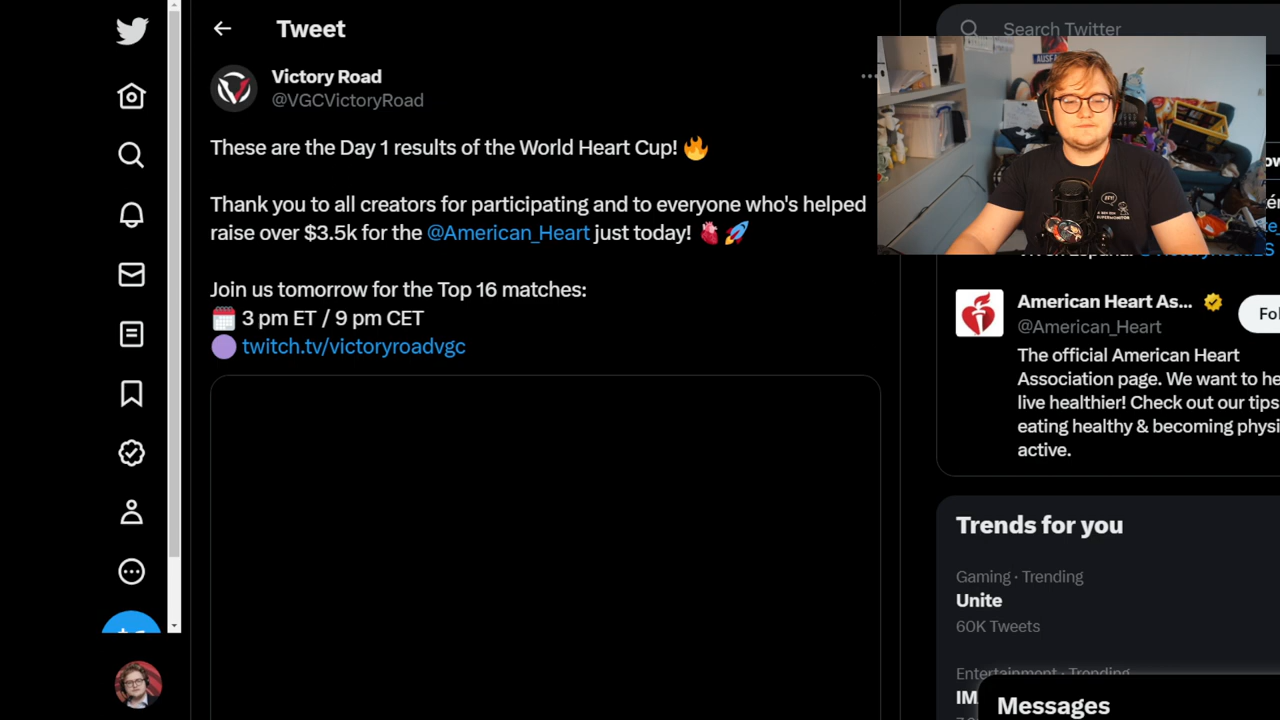 Tweet
Victory Road
@VGCVictoryRoad
These are the Day 1 results of the World Heart Cup! 🔥
Thank you to all creators for participating and to everyone who's helped
raise over $3.5k for the @American_Heart just today! 🫀🚀
Join us tomorrow for the Top 16 matches:
🗓️ 3 pm ET / 9 pm CET
🟣 twitch.tv/victoryroadvgc
Search Twitter
American Heart As...
Fol
@American_Heart
The official American Heart
Association page. We want to he
live healthier! Check out our tips
eating healthy & becoming physi
active.
Trends for you
Gaming · Trending
Unite
60K Tweets
Entertainment · Trending
IM
Messages